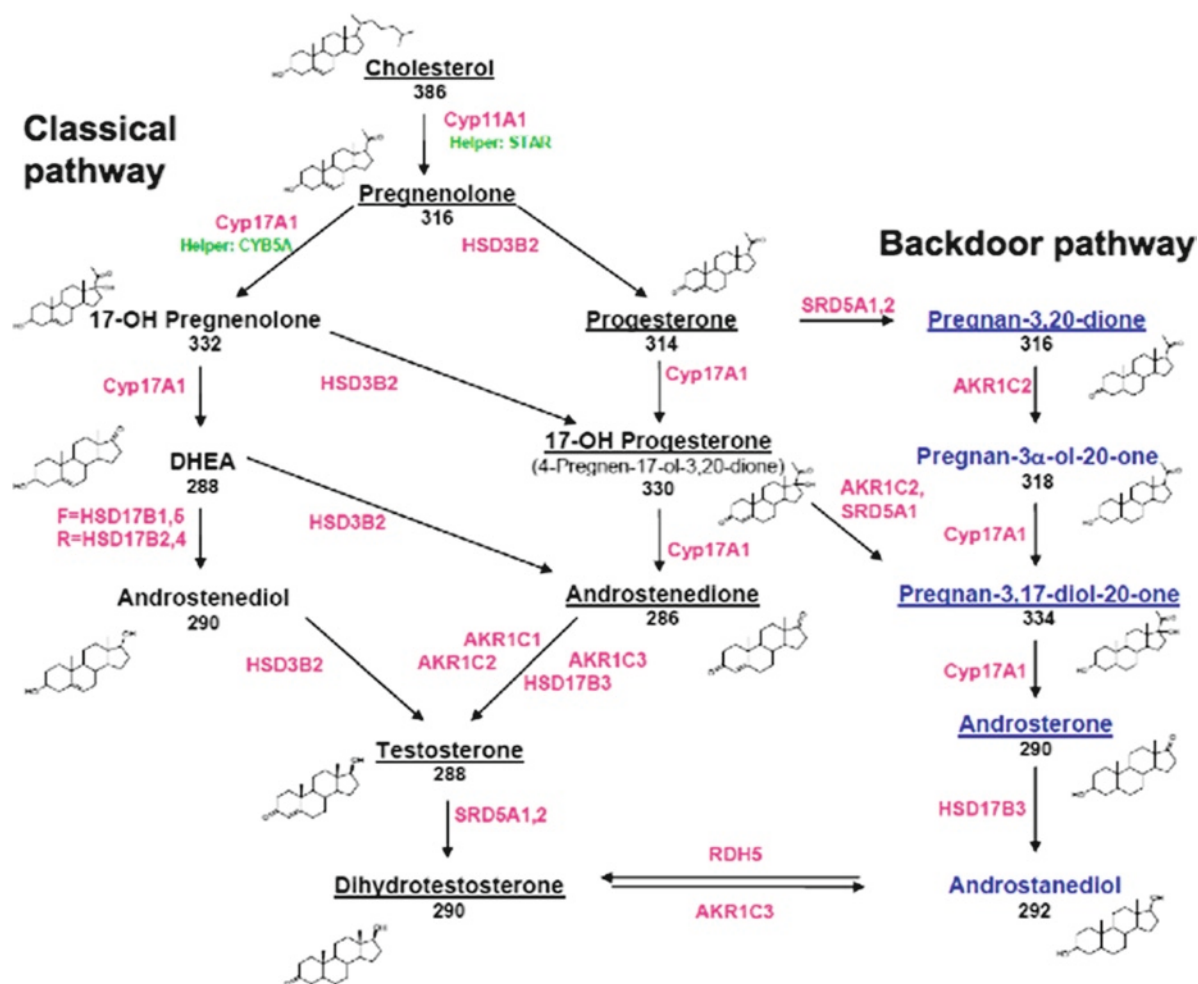 Cholesterol
386
Classical
pathway
Cyp11A1
Helper: STAR
Pregnenolone
316
Cyp17A1
Helper: CYB5A
HSD3B2
Backdoor pathway
17-OH Pregnenolone
332
Progesterone
314
SRD5A1,2
Pregnan-3,20-dione
316
Cyp17A1
HSD3B2
Cyp17A1
AKR1C2
DHEA
288
17-OH Progesterone
(4-Pregnen-17-ol-3,20-dione)
330
Pregnan-3α-ol-20-one
318
F=HSD17B1,5
R=HSD17B2,4
HSD3B2
Cyp17A1
AKR1C2,
SRD5A1
Cyp17A1
Androstenediol
290
Androstenedione
286
Pregnan-3,17-diol-20-one
334
HSD3B2
AKR1C1
AKR1C2
AKR1C3
HSD17B3
Cyp17A1
Testosterone
288
Androsterone
290
SRD5A1,2
HSD17B3
RDH5
Dihydrotestosterone
290
AKR1C3
Androstanediol
292